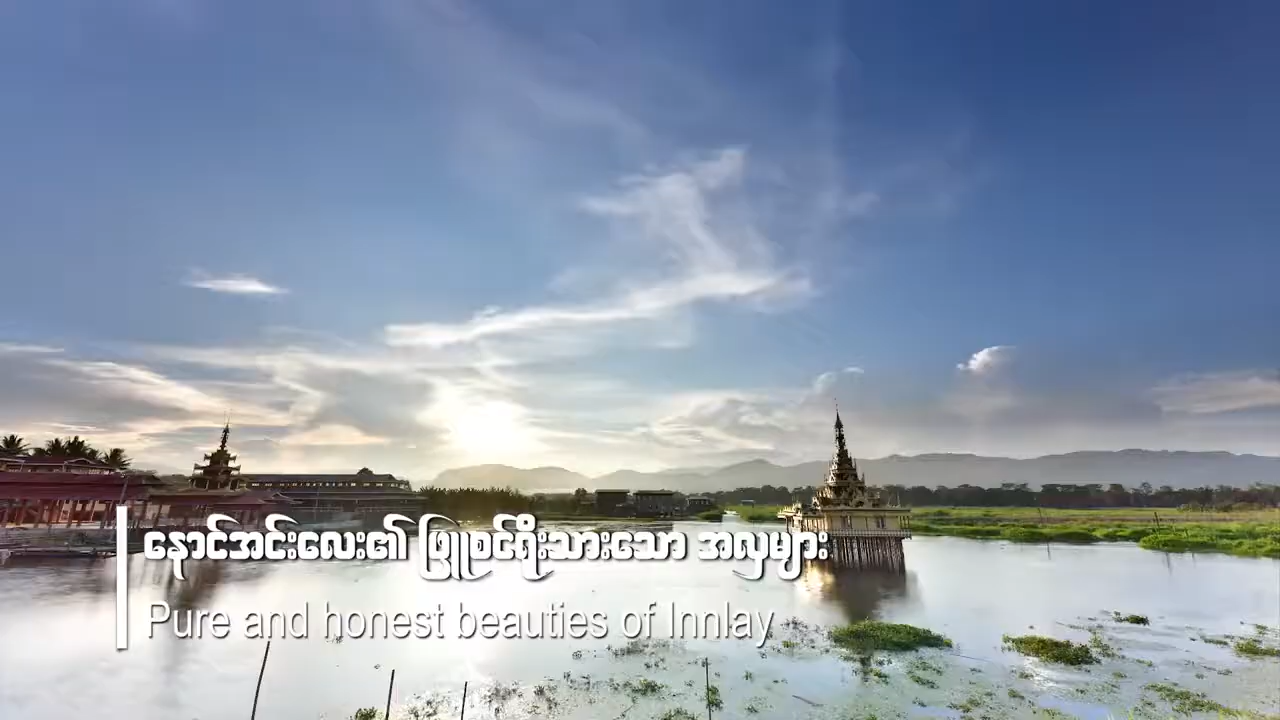 နောင်အင်းလေး၏ ဖြူစင်ရိုးသားသော အလှများ
Pure and honest beauties of Innlay